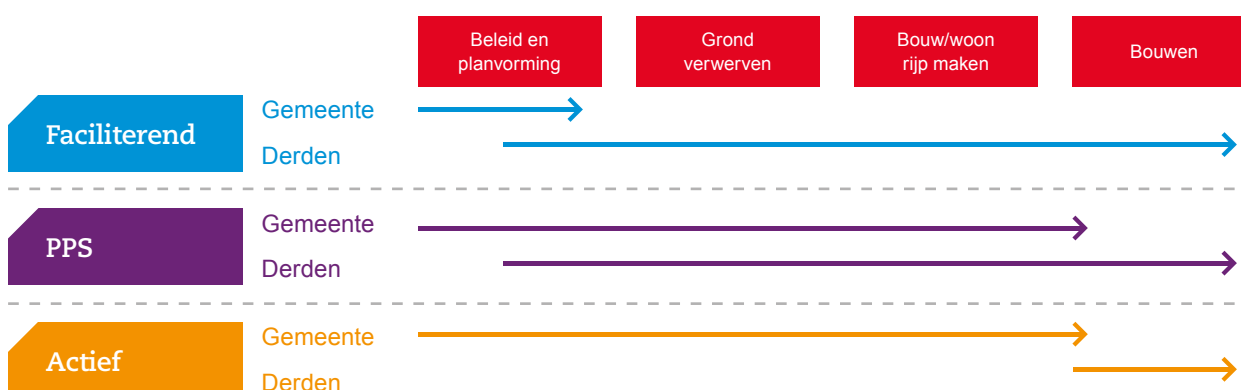 Beleid en
planvorming
Grond
verwerven
Bouw/woon
rijp maken
Bouwen
Faciliterend
Gemeente
Derden
PPS
Gemeente
Derden
Actief
Gemeente
Derden